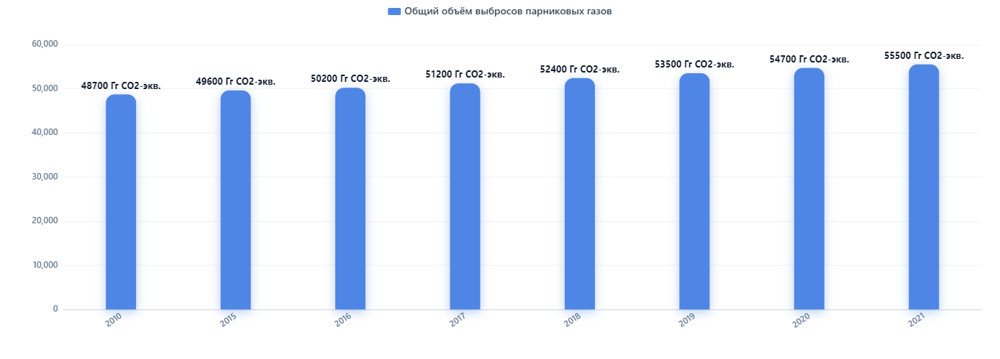 Общий объём выбросов парниковых газов
60,000
50,000
40,000
30,000
20,000
10,000
0
48700 Гг CO2-экв.
49600 Гг CO2-экв.
50200 Гг CO2-экв.
51200 Гг CO2-экв.
52400 Гг CO2-экв.
53500 Гг CO2-экв.
54700 Гг CO2-экв.
55500 Гг CO2-экв.
2010
2015
2016
2017
2018
2019
2020
2021